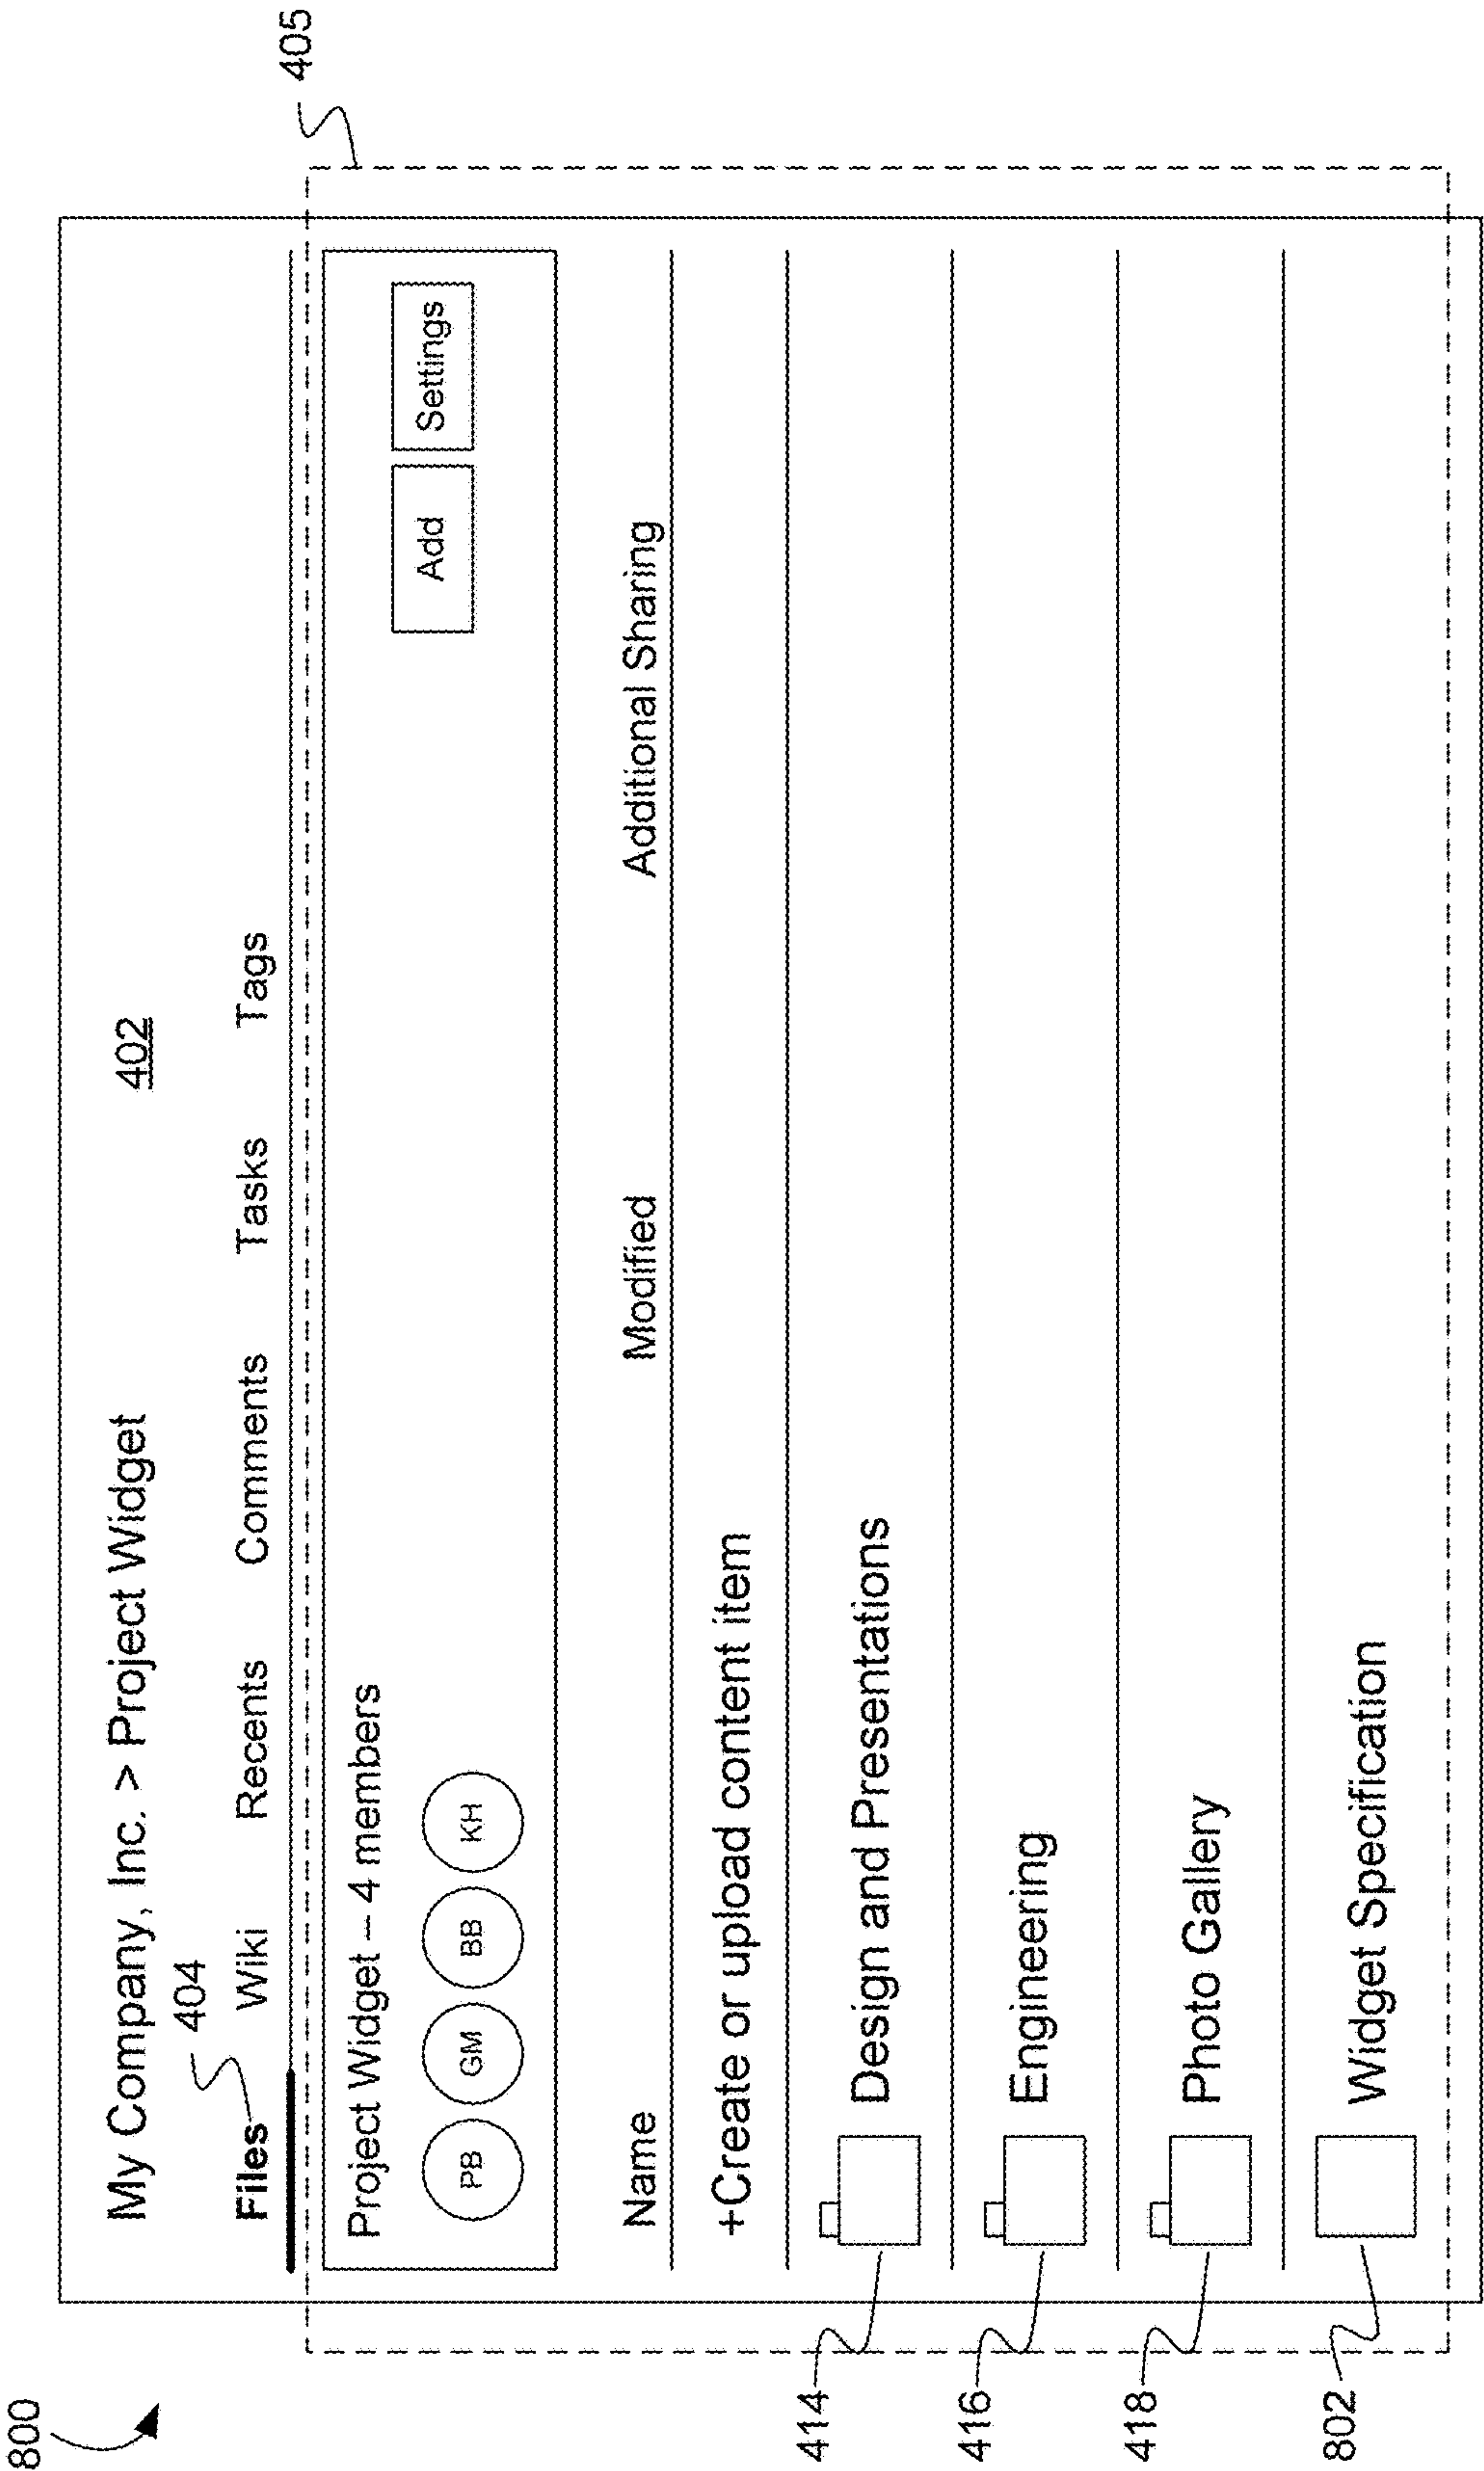 800
My Company, Inc. > Project Widget
402
404
Files Wiki Recents Comments Tasks Tags
405
Project Widget – 4 members
PB GM BB KH
Add Settings
Name Modified Additional Sharing
+Create or upload content item
414 Design and Presentations
416 Engineering
418 Photo Gallery
802 Widget Specification